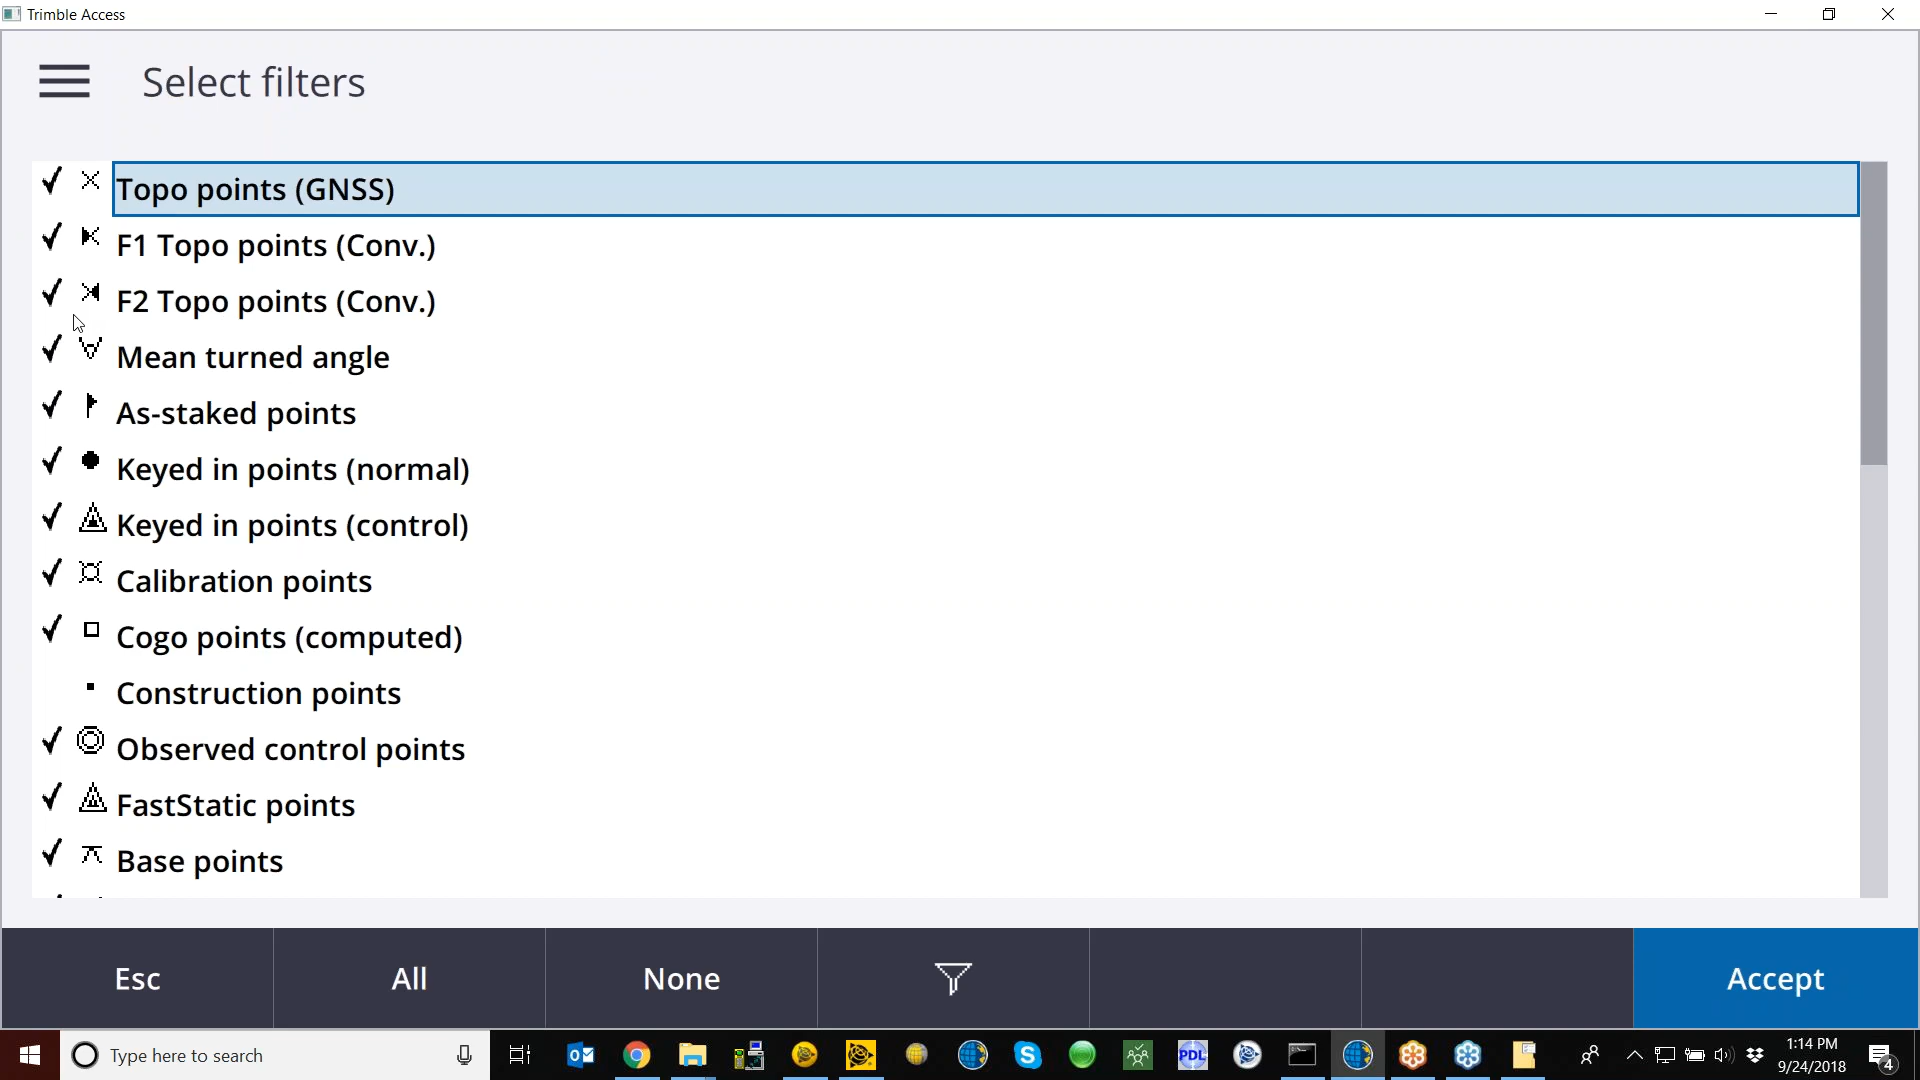 Trimble Access
Select filters
Topo points (GNSS)
F1 Topo points (Conv.)
F2 Topo points (Conv.)
Mean turned angle
As-staked points
Keyed in points (normal)
Keyed in points (control)
Calibration points
Cogo points (computed)
Construction points
Observed control points
FastStatic points
Base points
Esc
All
None
Accept
Type here to search
PDL
1:14 PM
9/24/2018
4